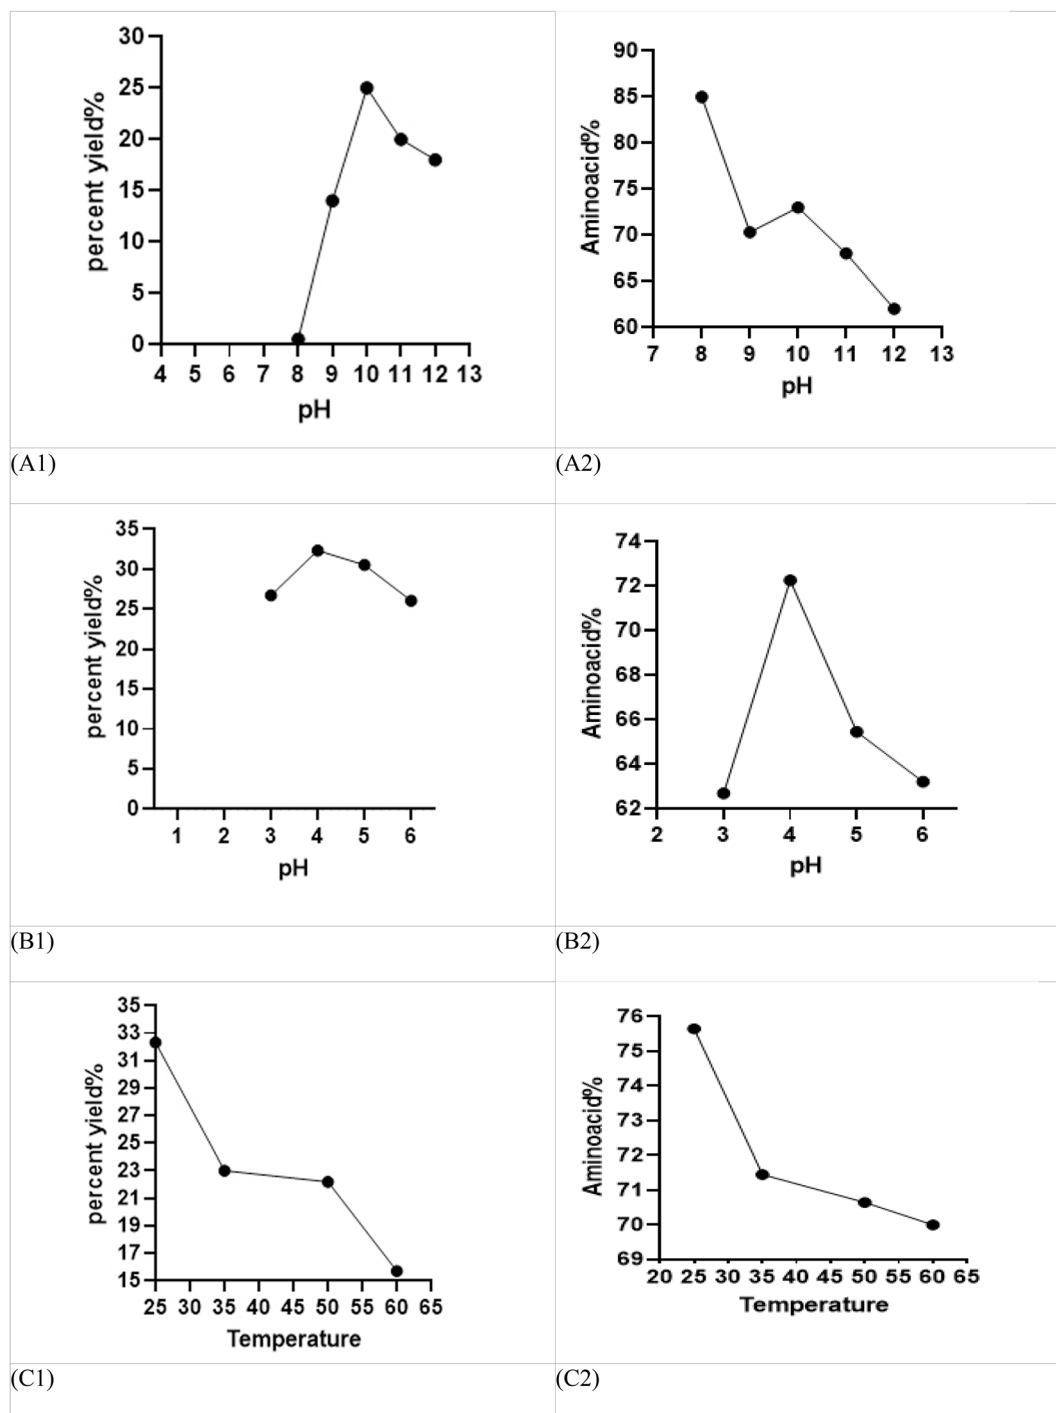 30
25
20
15
10
5
0
percent yield%
4 5 6 7 8 9 10 11 12 13
pH
90
85
80
75
70
65
60
Aminoacid%
7 8 9 10 11 12 13
pH
(A1)
(A2)
35
30
25
20
15
10
5
0
percent yield%
1 2 3 4 5 6
pH
74
72
70
68
66
64
62
Aminoacid%
2 3 4 5 6
pH
(B1)
(B2)
35
33
31
29
27
25
23
21
19
17
15
percent yield%
25 30 35 40 45 50 55 60 65
Temperature
76
75
74
73
72
71
70
69
Aminoacid%
20 25 30 35 40 45 50 55 60 65
Temperature
(C1)
(C2)